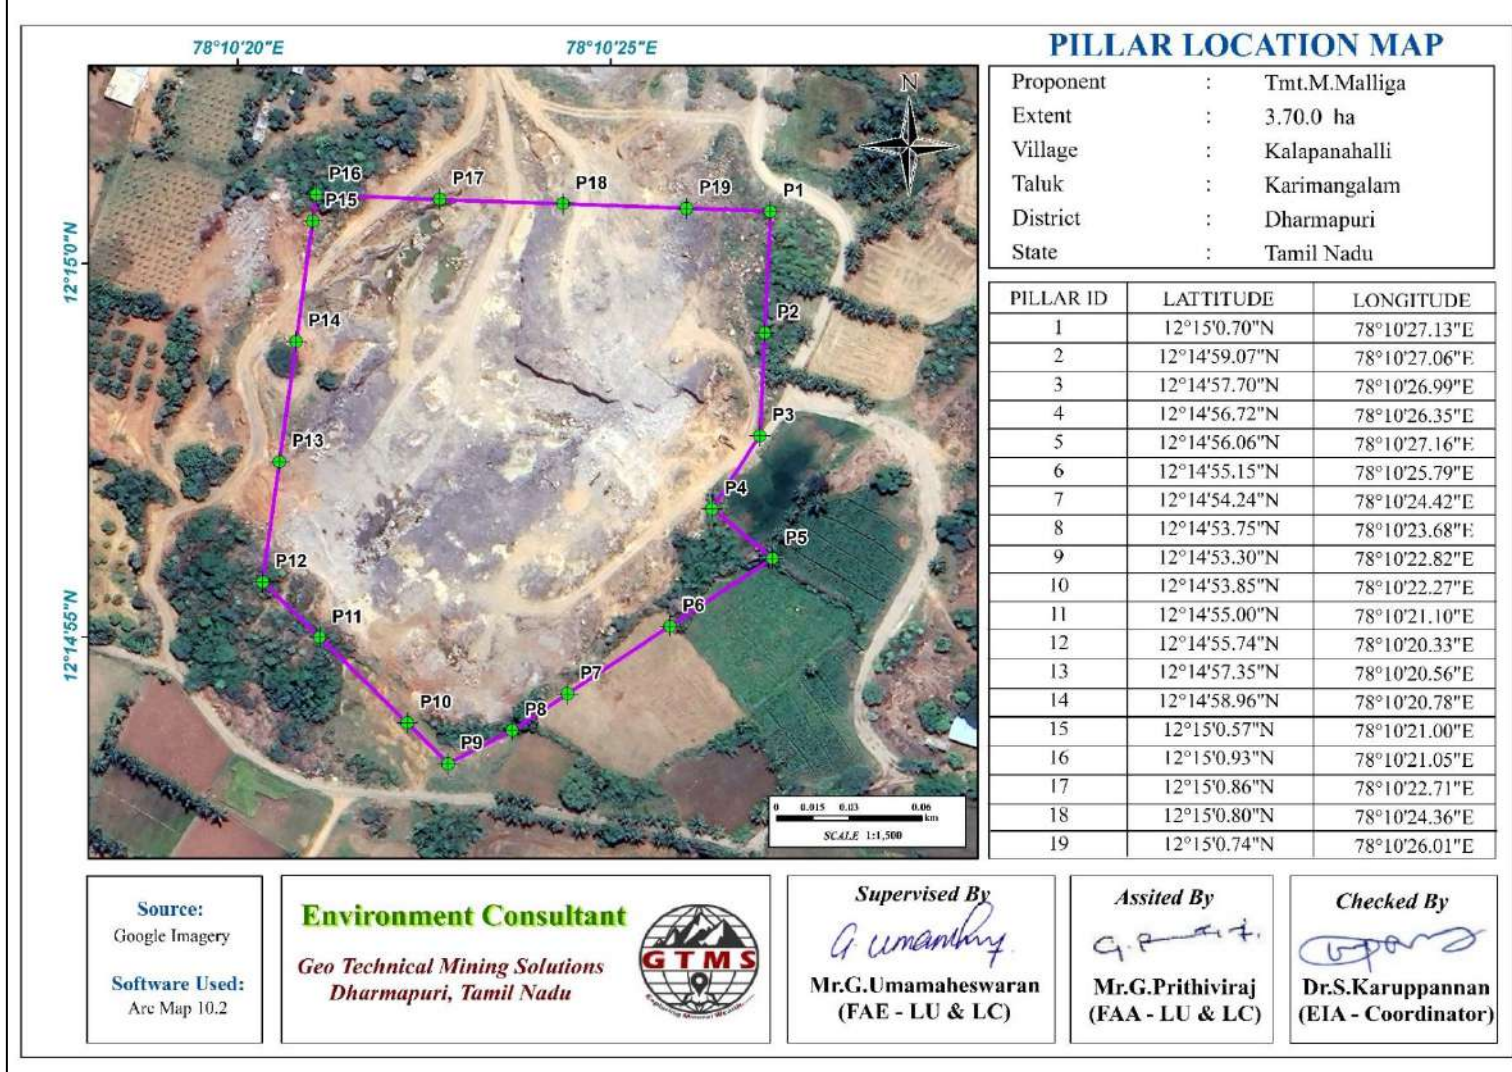 78°10'20"E 78°10'25"E
12°15'0"N
12°14'55"N
N
P16
P15
P17
P18
P19
P1
P2
P14
P3
P13
P4
P5
P12
P6
P11
P7
P10
P8
P9
0 0.015 0.03 0.06
km
SCALE 1:1,500
PILLAR LOCATION MAP
Proponent : Tmt.M.Malliga
Extent : 3.70.0 ha
Village : Kalapanahalli
Taluk : Karimangalam
District : Dharmapuri
State : Tamil Nadu
PILLAR ID LATTITUDE LONGITUDE
1 12°15'0.70"N 78°10'27.13"E
2 12°14'59.07"N 78°10'27.06"E
3 12°14'57.70"N 78°10'26.99"E
4 12°14'56.72"N 78°10'26.35"E
5 12°14'56.06"N 78°10'27.16"E
6 12°14'55.15"N 78°10'25.79"E
7 12°14'54.24"N 78°10'24.42"E
8 12°14'53.75"N 78°10'23.68"E
9 12°14'53.30"N 78°10'22.82"E
10 12°14'53.85"N 78°10'22.27"E
11 12°14'55.00"N 78°10'21.10"E
12 12°14'55.74"N 78°10'20.33"E
13 12°14'57.35"N 78°10'20.56"E
14 12°14'58.96"N 78°10'20.78"E
15 12°15'0.57"N 78°10'21.00"E
16 12°15'0.93"N 78°10'21.05"E
17 12°15'0.86"N 78°10'22.71"E
18 12°15'0.80"N 78°10'24.36"E
19 12°15'0.74"N 78°10'26.01"E
Source:
Google Imagery
Software Used:
Arc Map 10.2
Environment Consultant
Geo Technical Mining Solutions
Dharmapuri, Tamil Nadu
GTMS
Exploring Mineral Wealth
Supervised By
Mr.G.Umamaheswaran
(FAE - LU & LC)
Assited By
Mr.G.Prithiviraj
(FAA - LU & LC)
Checked By
Dr.S.Karuppannan
(EIA - Coordinator)